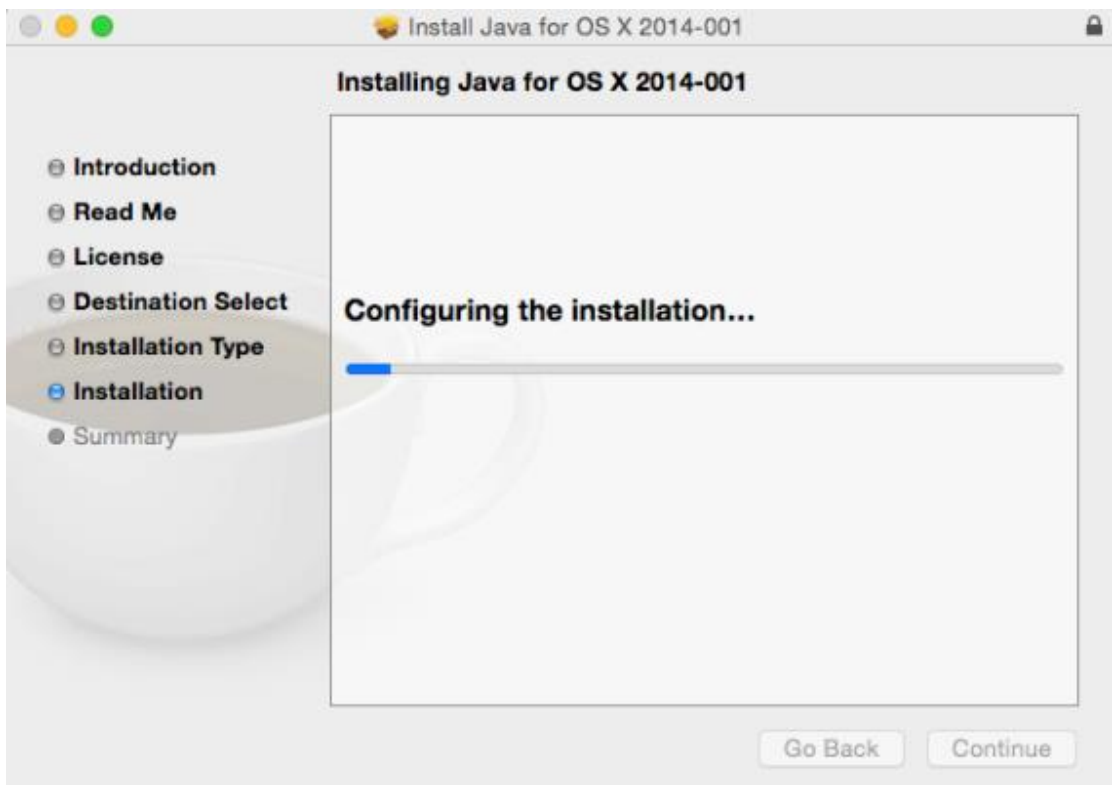 Install Java for OS X 2014-001
Installing Java for OS X 2014-001
Introduction
Read Me
License
Destination Select
Installation Type
Installation
Summary
Configuring the installation...
Go Back
Continue